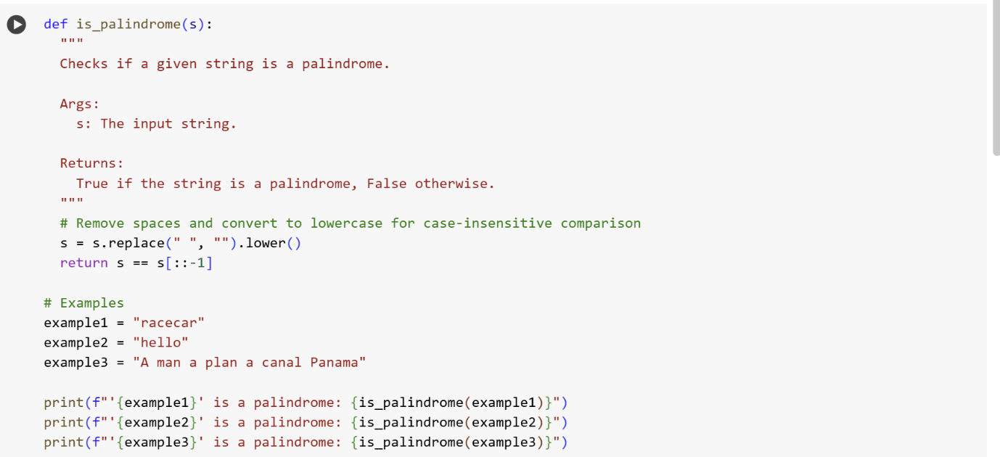 def is_palindrome(s):
  """
  Checks if a given string is a palindrome.

  Args:
    s: The input string.

  Returns:
    True if the string is a palindrome, False otherwise.
  """
  # Remove spaces and convert to lowercase for case-insensitive comparison
  s = s.replace(" ", "").lower()
  return s == s[::-1]

# Examples
example1 = "racecar"
example2 = "hello"
example3 = "A man a plan a canal Panama"

print(f"'{example1}' is a palindrome: {is_palindrome(example1)}")
print(f"'{example2}' is a palindrome: {is_palindrome(example2)}")
print(f"'{example3}' is a palindrome: {is_palindrome(example3)}")